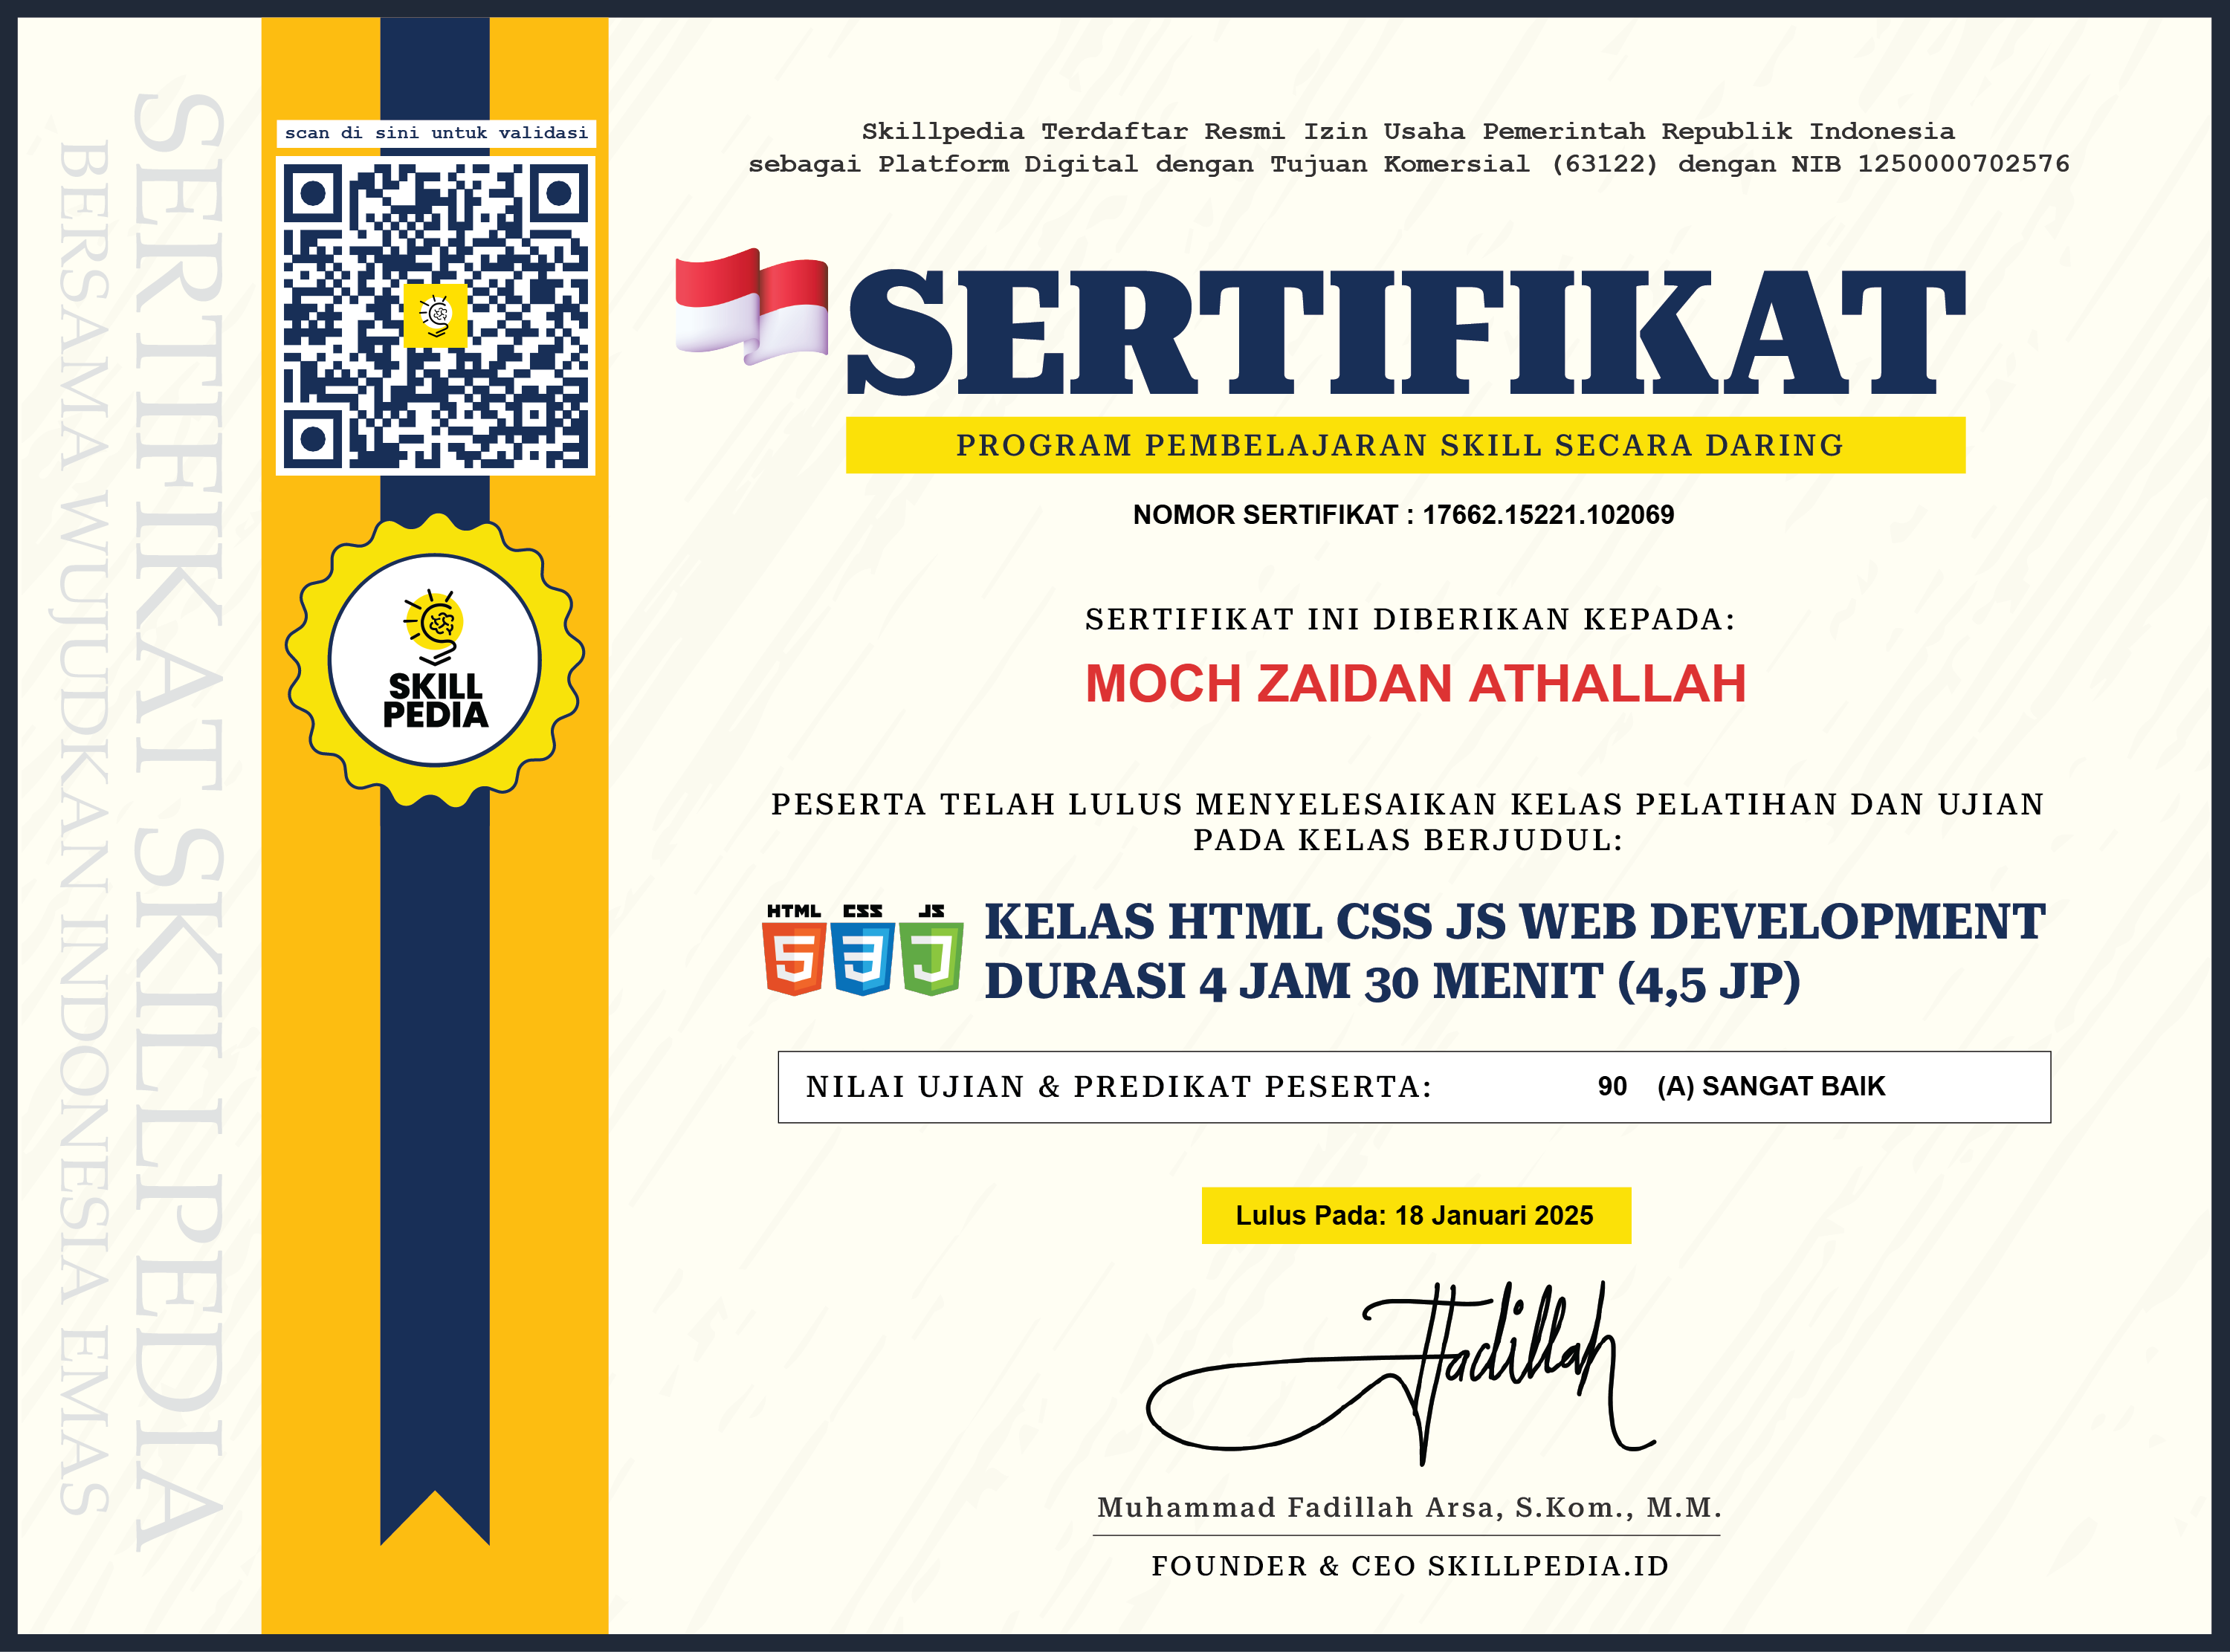 SERTIFIKAT SKILLPEDIA
BERSAMA WUJUDKAN INDONESIA EMAS
scan di sini untuk validasi
SKILL
PEDIA
Skillpedia Terdaftar Resmi Izin Usaha Pemerintah Republik Indonesia
sebagai Platform Digital dengan Tujuan Komersial (63122) dengan NIB 1250000702576
SERTIFIKAT
PROGRAM PEMBELAJARAN SKILL SECARA DARING
NOMOR SERTIFIKAT : 17662.15221.102069
SERTIFIKAT INI DIBERIKAN KEPADA:
MOCH ZAIDAN ATHALLAH
PESERTA TELAH LULUS MENYELESAIKAN KELAS PELATIHAN DAN UJIAN
PADA KELAS BERJUDUL:
HTML CSS JS
KELAS HTML CSS JS WEB DEVELOPMENT
DURASI 4 JAM 30 MENIT (4,5 JP)
NILAI UJIAN & PREDIKAT PESERTA: 90 (A) SANGAT BAIK
Lulus Pada: 18 Januari 2025
Fadillah
Muhammad Fadillah Arsa, S.Kom., M.M.
FOUNDER & CEO SKILLPEDIA.ID